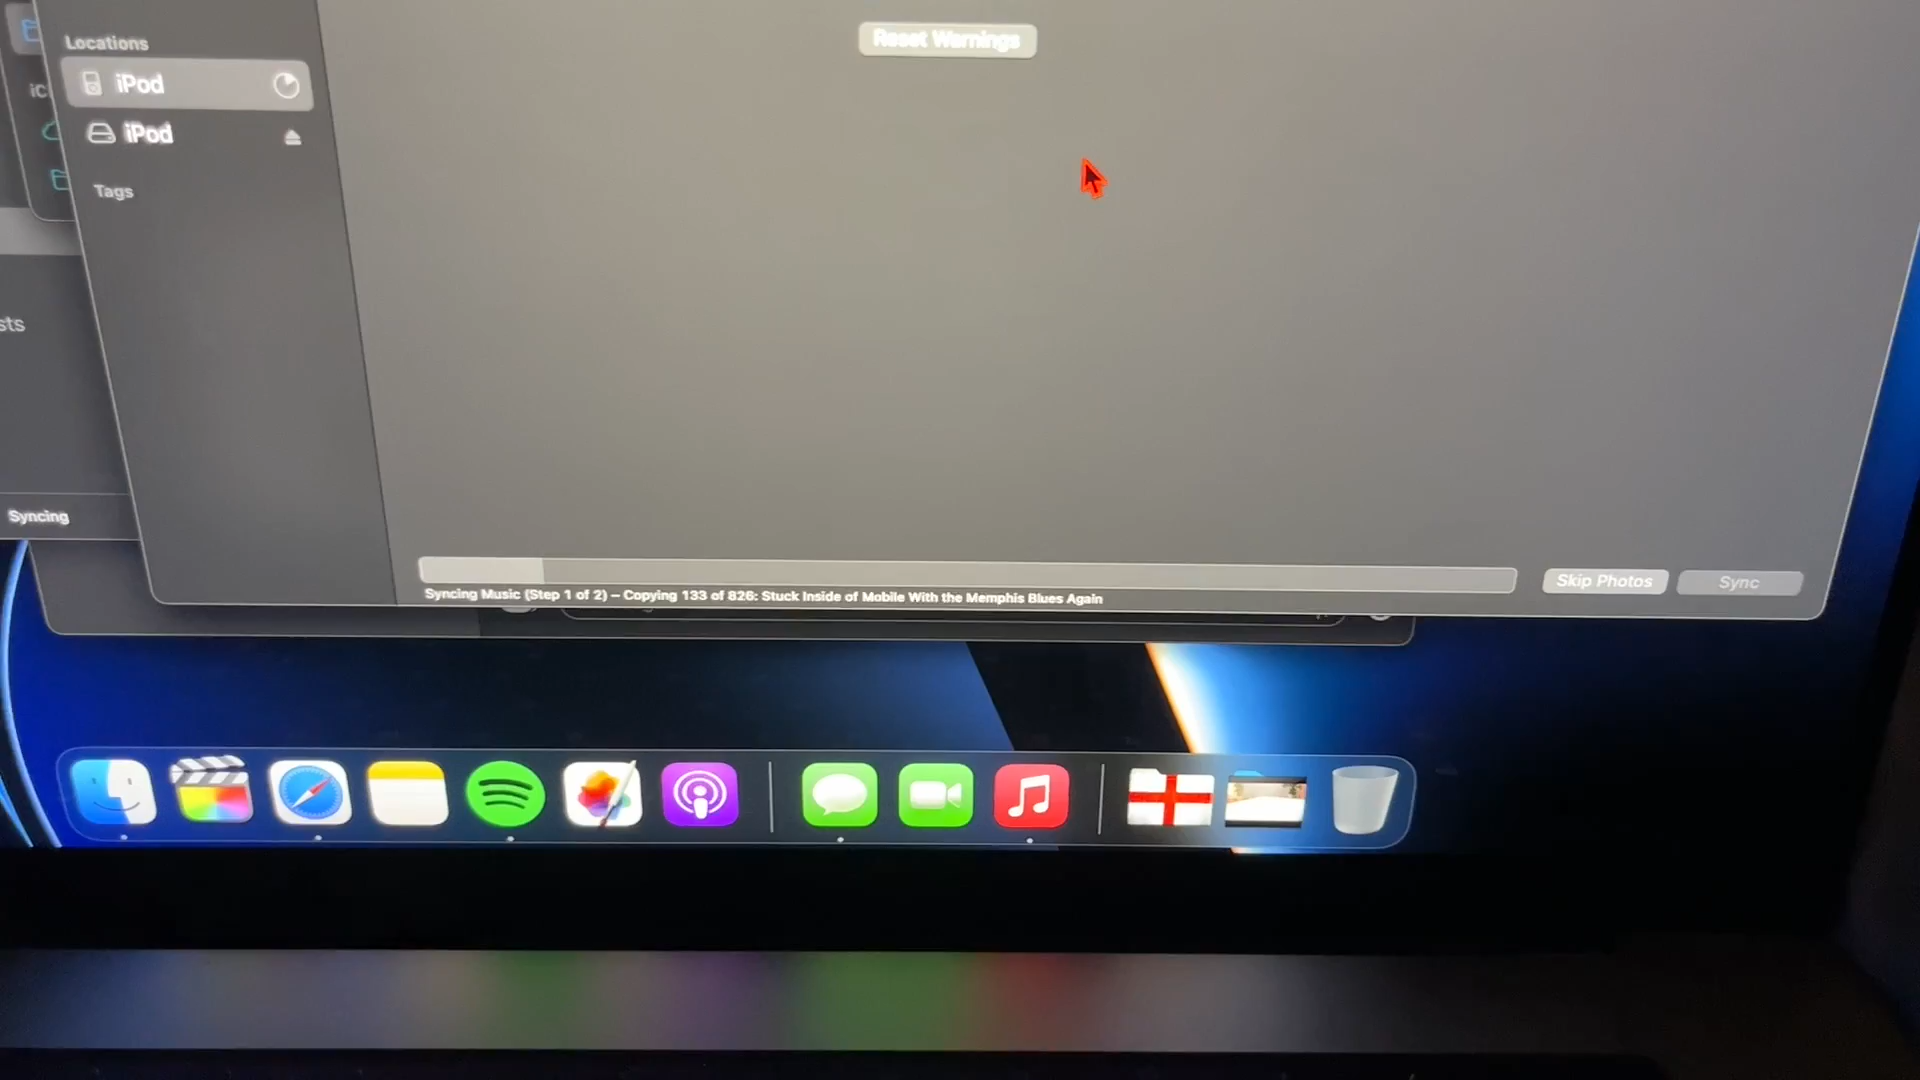 Reset Warnings
Locations
iPod
iC
iPod
Tags
sts
Syncing
Syncing Music (Step 1 of 2) – Copying 133 of 826: Stuck Inside of Mobile With the Memphis Blues Again
Skip Photos
Sync